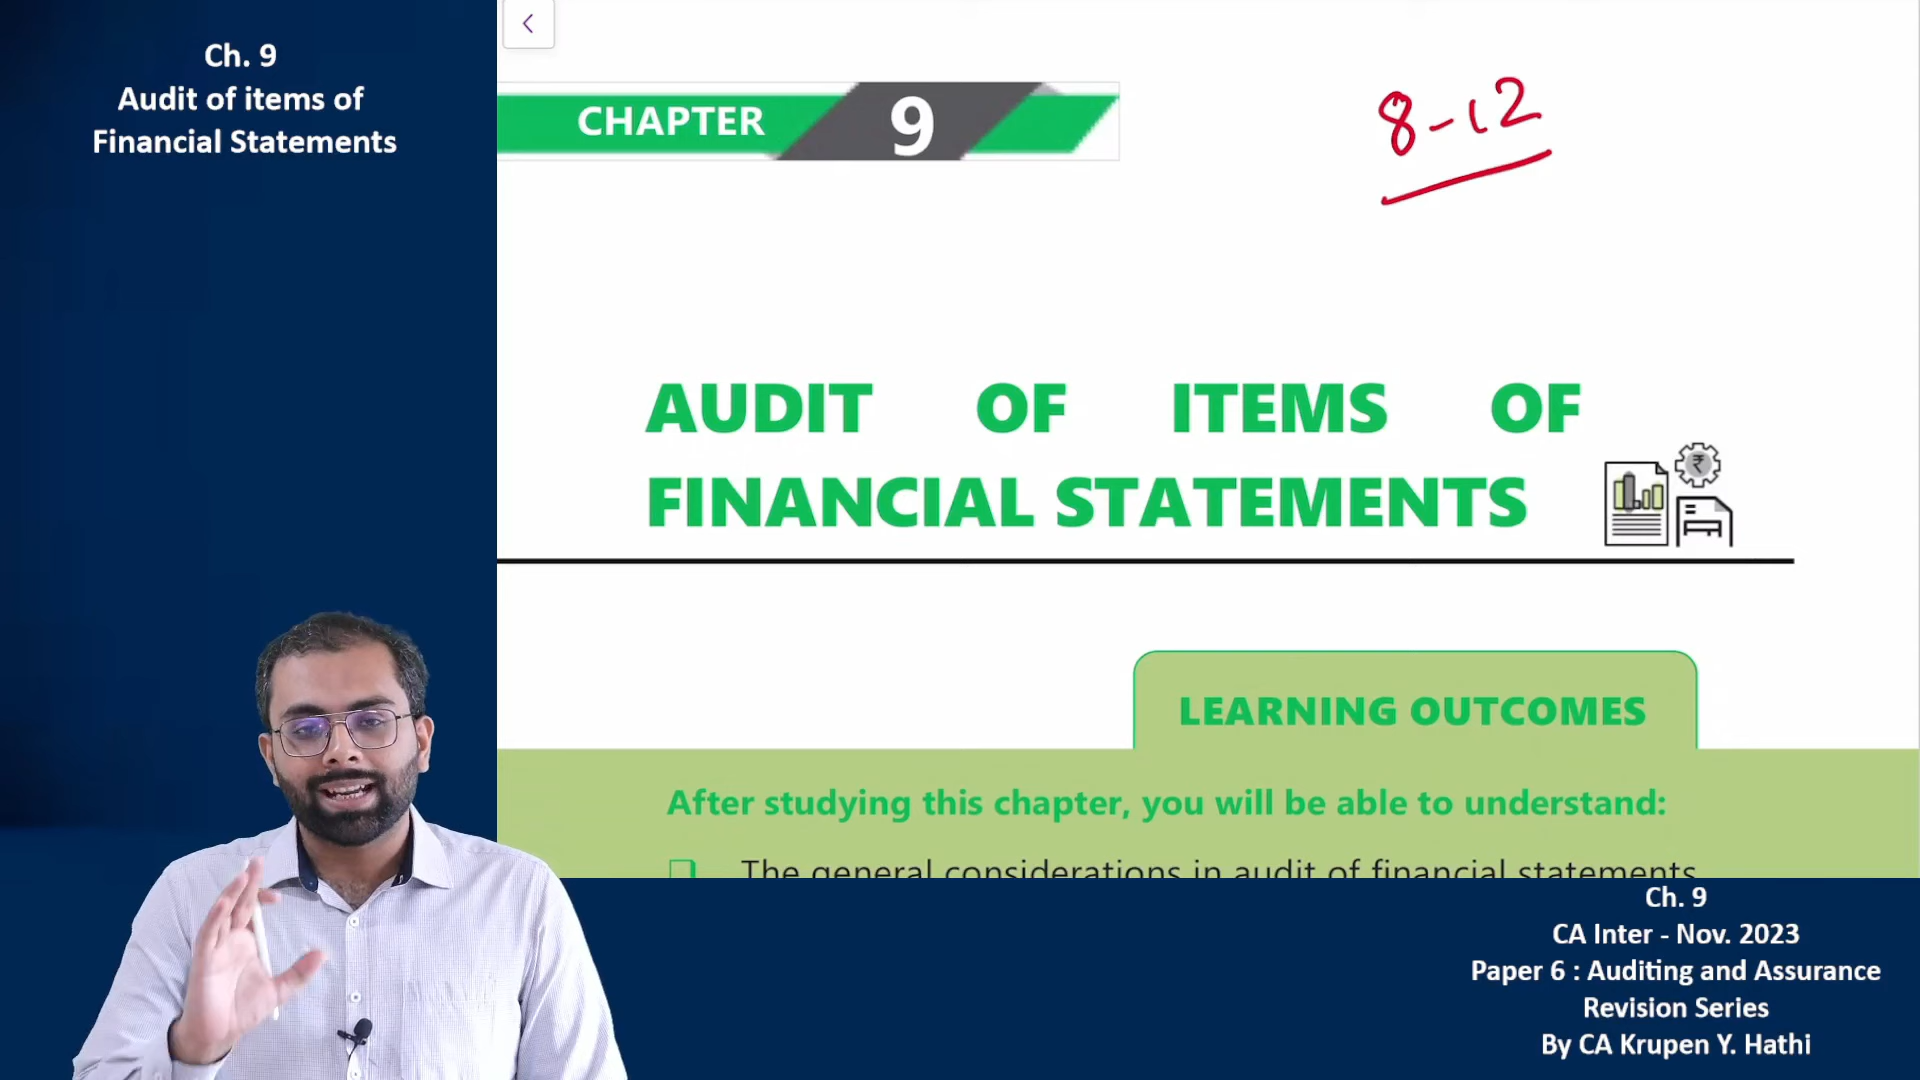 Ch. 9
Audit of items of
Financial Statements
CHAPTER 9
8-12
AUDIT OF ITEMS OF
FINANCIAL STATEMENTS
₹
LEARNING OUTCOMES
After studying this chapter, you will be able to understand:
The general considerations in audit of financial statements
Ch. 9
CA Inter - Nov. 2023
Paper 6 : Auditing and Assurance
Revision Series
By CA Krupen Y. Hathi